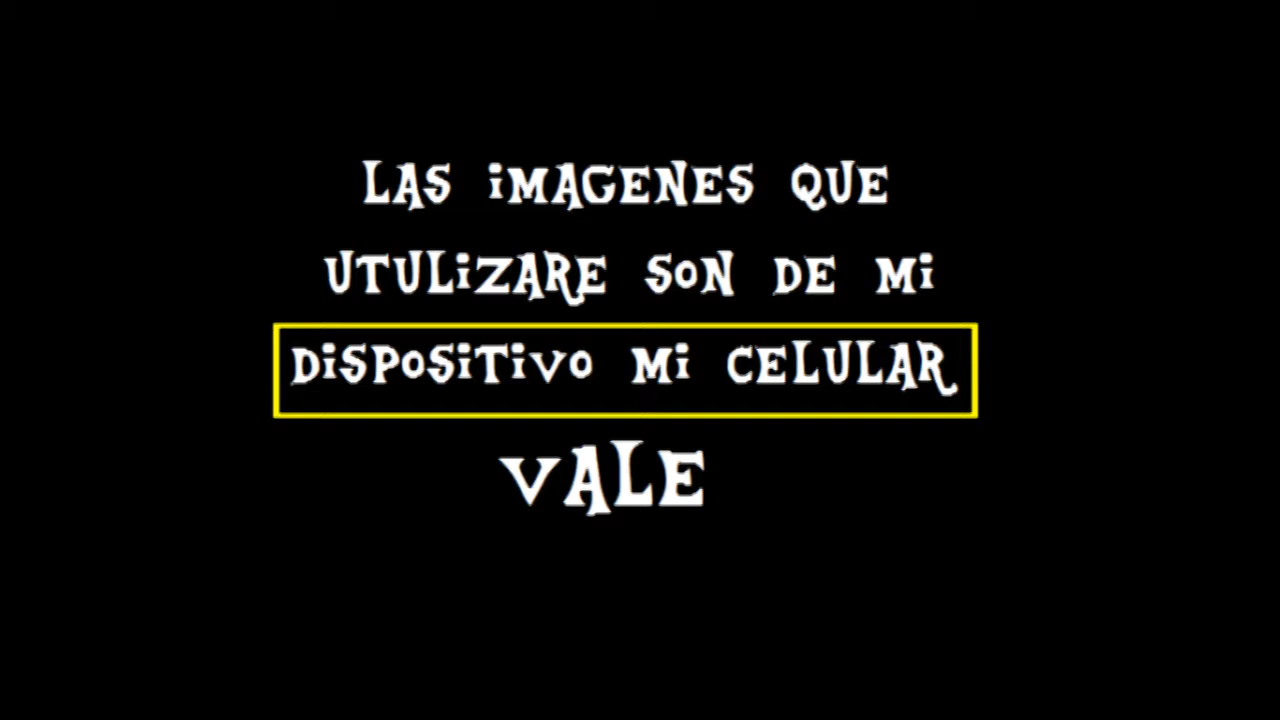 LAS iMAGENES QUE
UTULiZARE SON DE Mi
DiSPOSiTiVO Mi CELULAR
VALE